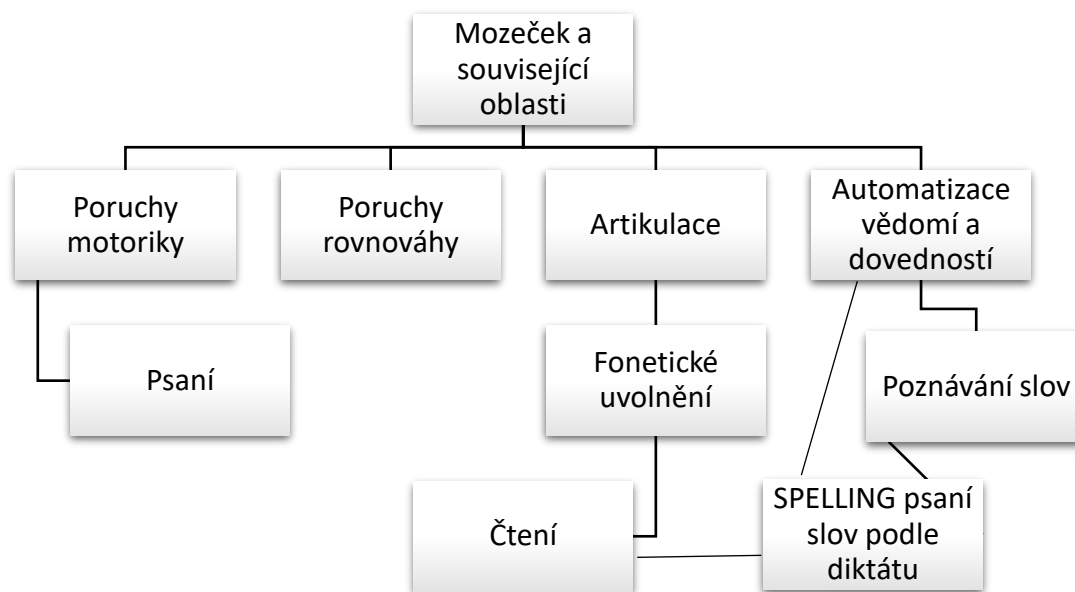 Mozeček a
související
oblasti
Poruchy
motoriky
Poruchy
rovnováhy
Artikulace
Automatizace
vědomí a
dovedností
Psaní
Fonetické
uvolnění
Poznávání slov
Čtení
SPELLING psaní
slov podle
diktátu